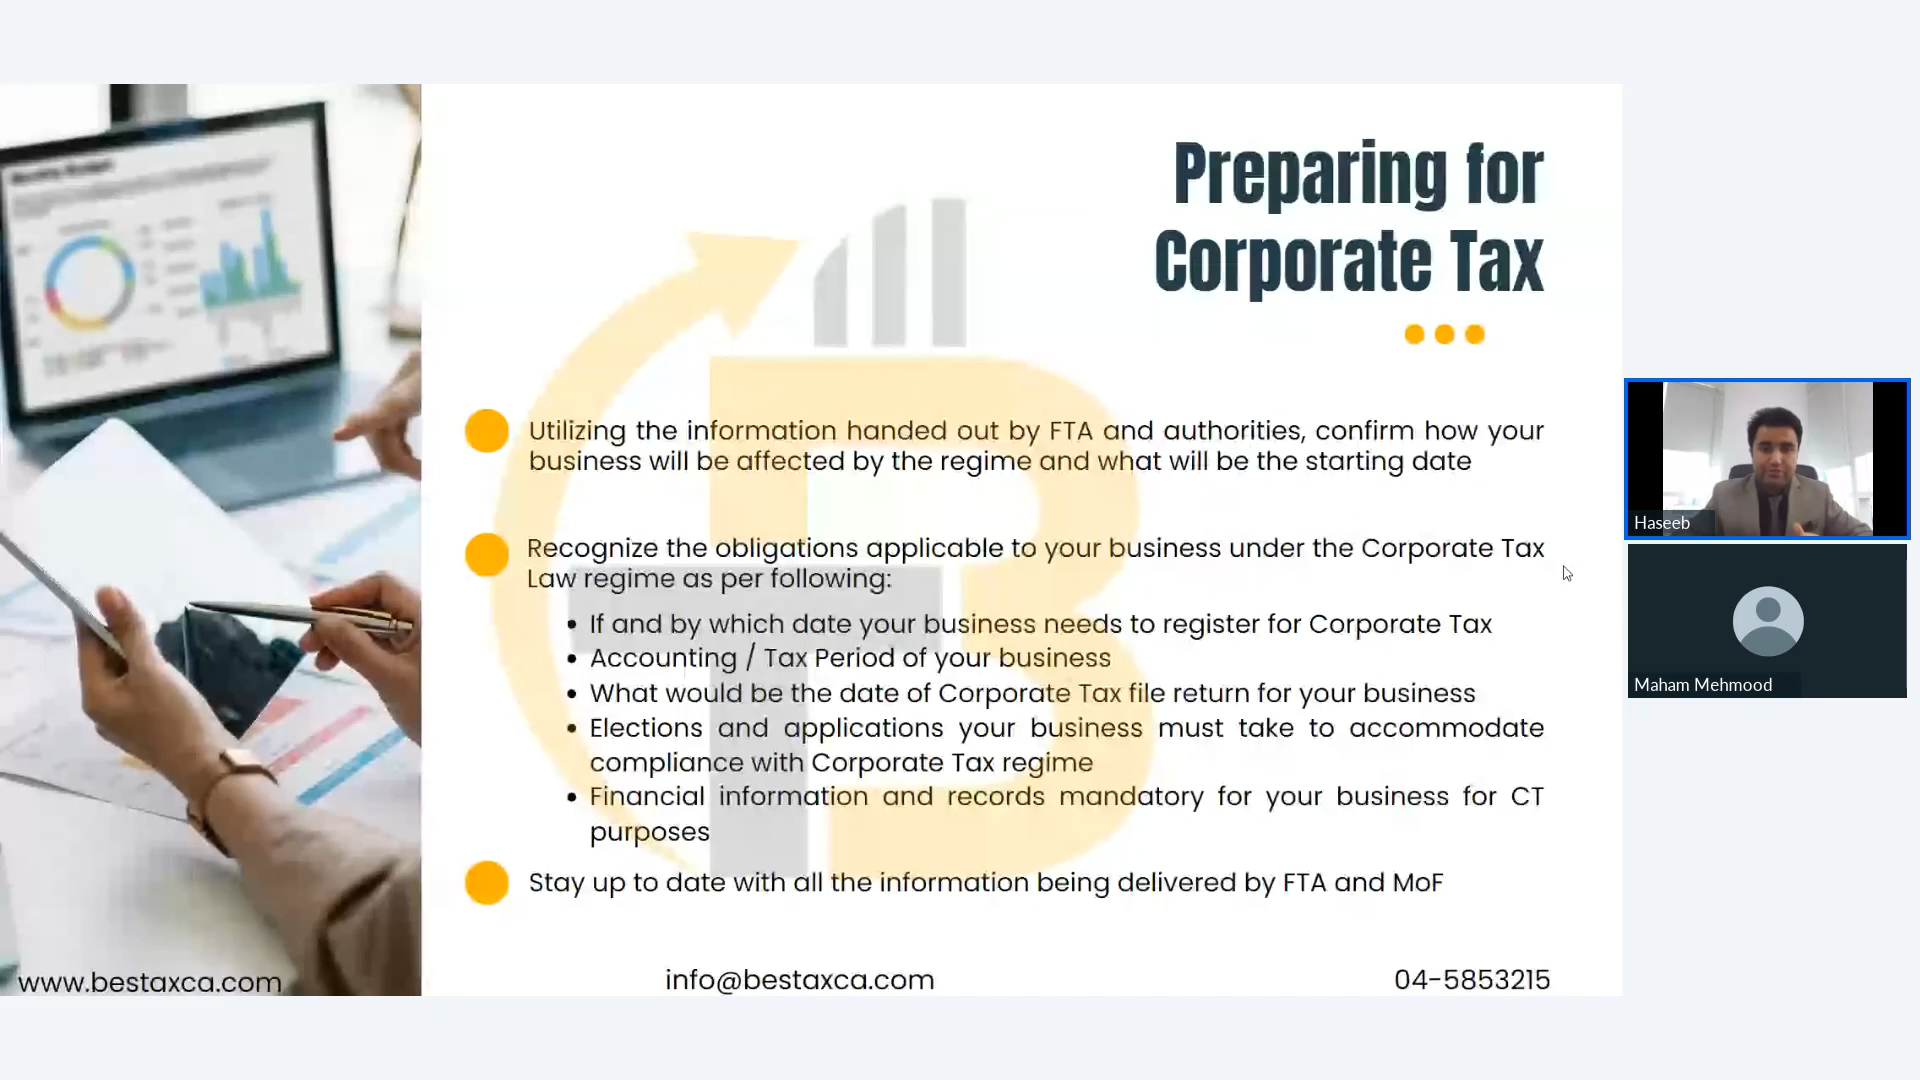 Preparing for
Corporate Tax
Utilizing the information handed out by FTA and authorities, confirm how your
business will be affected by the regime and what will be the starting date
Recognize the obligations applicable to your business under the Corporate Tax
Law regime as per following:
• If and by which date your business needs to register for Corporate Tax
• Accounting / Tax Period of your business
• What would be the date of Corporate Tax file return for your business
• Elections and applications your business must take to accommodate
compliance with Corporate Tax regime
• Financial information and records mandatory for your business for CT
purposes
Stay up to date with all the information being delivered by FTA and MoF
www.bestaxca.com
info@bestaxca.com
04-5853215
Haseeb
Maham Mehmood